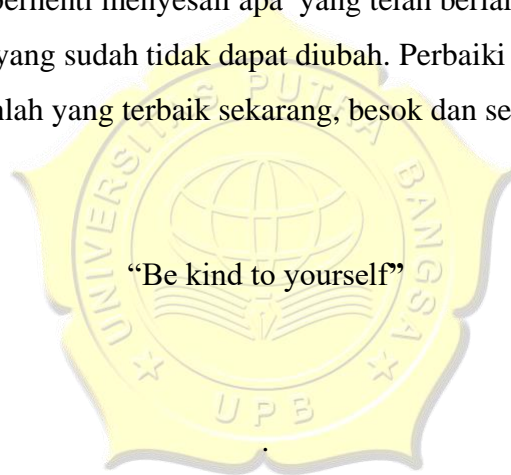 berhenti menyesali apa yang telah berla
yang sudah tidak dapat diubah. Perbaiki
lah yang terbaik sekarang, besok dan se
UNIVERSITAS PUTRA BANGSA
“Be kind to yourself”
UPB
.